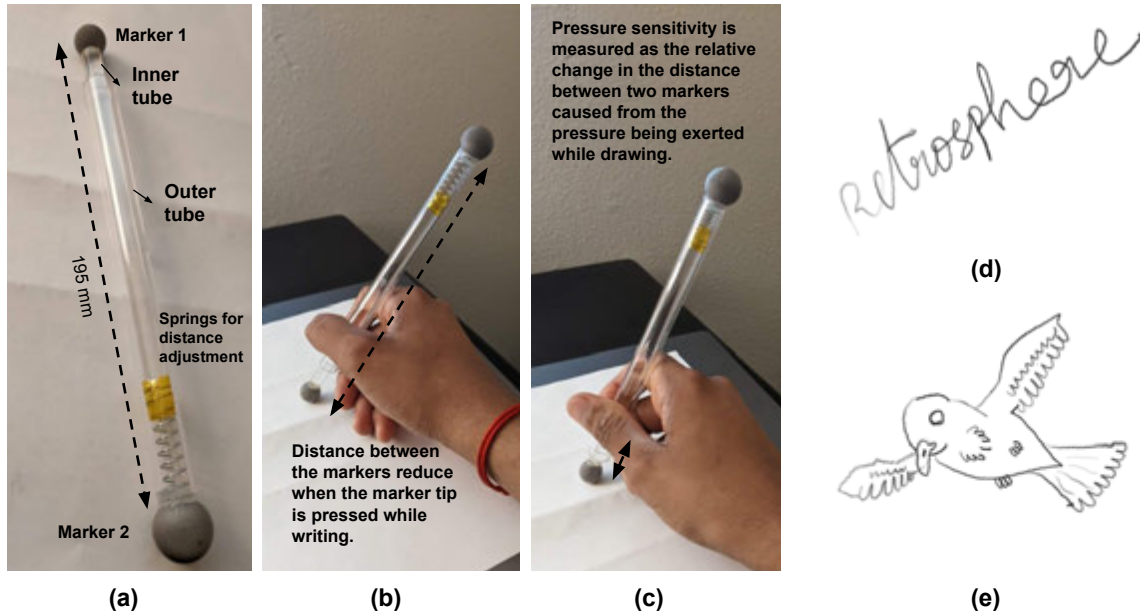 Marker 1
Inner
tube
Outer
tube
195 mm
Springs for
distance
adjustment
Marker 2
(a)
Distance between
the markers reduce
when the marker tip
is pressed while
writing.
(b)
Pressure sensitivity is
measured as the relative
change in the distance
between two markers
caused from the
pressure being exerted
while drawing.
(c)
Retrosphere
(d)
(e)